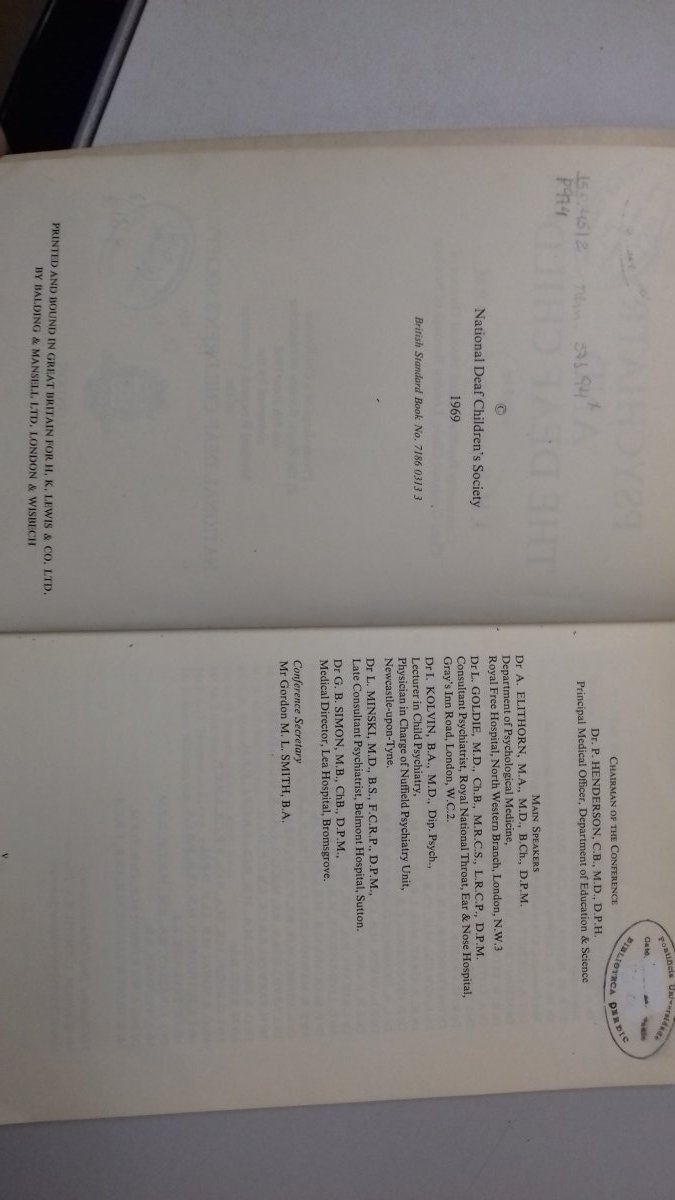 155.4512
P974
©
National Deaf Children's Society
1969
British Standard Book No. 7186 0313 3
PRINTED AND BOUND IN GREAT BRITAIN FOR H. K. LEWIS & CO. LTD.
BY BALDING & MANSELL LTD, LONDON & WISBECH
BIBLIOTECA DERDIC
CHAIRMAN OF THE CONFERENCE
Dr. P. HENDERSON, C.B., M.D., D.P.H.
Principal Medical Officer, Department of Education & Science
MAIN SPEAKERS
Dr A. ELITHORN, M.A., M.D., B.Ch., D.P.M.
Department of Psychological Medicine,
Royal Free Hospital, North Western Branch, London, N.W.3
Dr L. GOLDIE, M.D., Ch.B., M.R.C.S., L.R.C.P., D.P.M.
Consultant Psychiatrist, Royal National Throat, Ear & Nose Hospital,
Gray's Inn Road, London, W.C.2.
Dr I. KOLVIN, B.A., M.D., Dip. Psych.,
Lecturer in Child Psychiatry,
Physician in Charge of Nuffield Psychiatry Unit,
Newcastle-upon-Tyne.
Dr L. MINSKI, M.D., B.S., F.C.R.P., D.P.M.,
Late Consultant Psychiatrist, Belmont Hospital, Sutton.
Dr G. B. SIMON, M.B., ChB., D.P.M.,
Medical Director, Lea Hospital, Bromsgrove.
Conference Secretary
Mr Gordon M. L. SMITH, B.A.
v